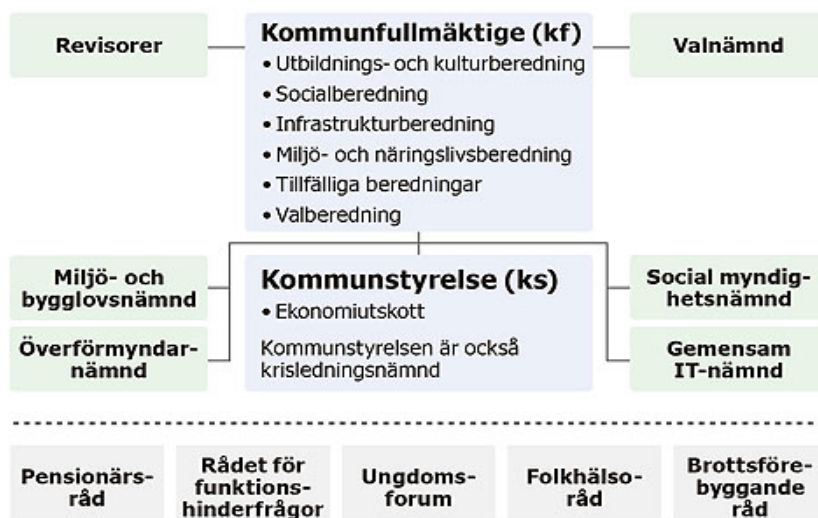 Revisorer
Kommunfullmäktige (kf)
• Utbildnings- och kulturberedning
• Socialberedning
• Infrastrukturberedning
• Miljö- och näringslivsberedning
• Tillfälliga beredningar
• Valberedning
Valnämnd
Miljö- och
bygglovsnämnd
Överförmyndar-
nämnd
Kommunstyrelse (ks)
• Ekonomiutskott
Kommunstyrelsen är också
krisledningsnämnd
Social myndig-
hetsnämnd
Gemensam
IT-nämnd
Pensionärs-
råd
Rådet för
funktions-
hinderfrågor
Ungdoms-
forum
Folkhälso-
råd
Brottsföre-
byggande
råd